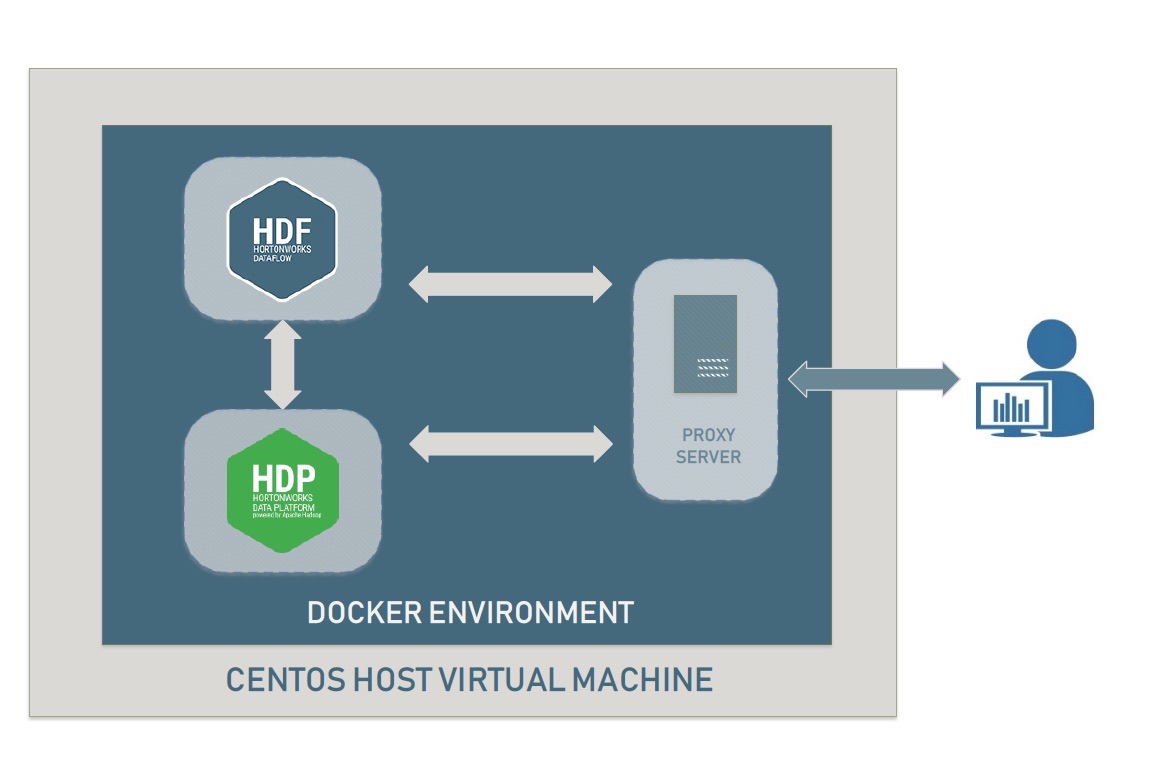 HDF
HORTONWORKS
DATAFLOW
PROXY
SERVER
HDP
HORTONWORKS
DATA PLATFORM
powered by Apache Hadoop
DOCKER ENVIRONMENT
CENTOS HOST VIRTUAL MACHINE